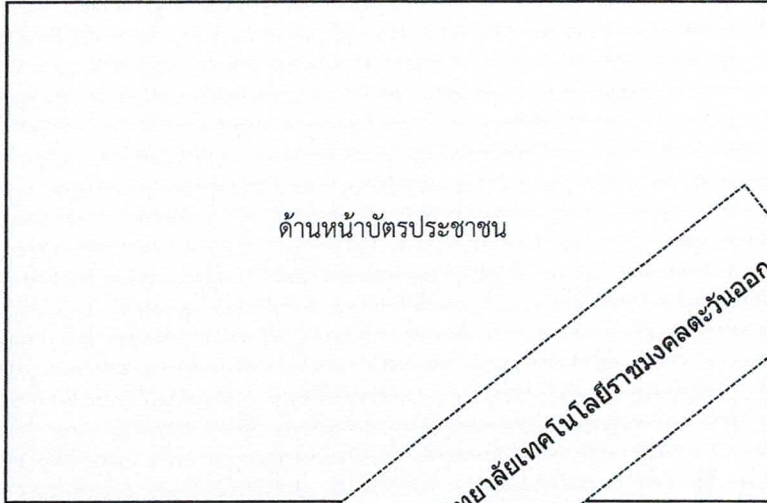 ด้านหน้าบัตรประชาชน
ทยาลัยเทคโนโลยีราชมงคลตะวันออก